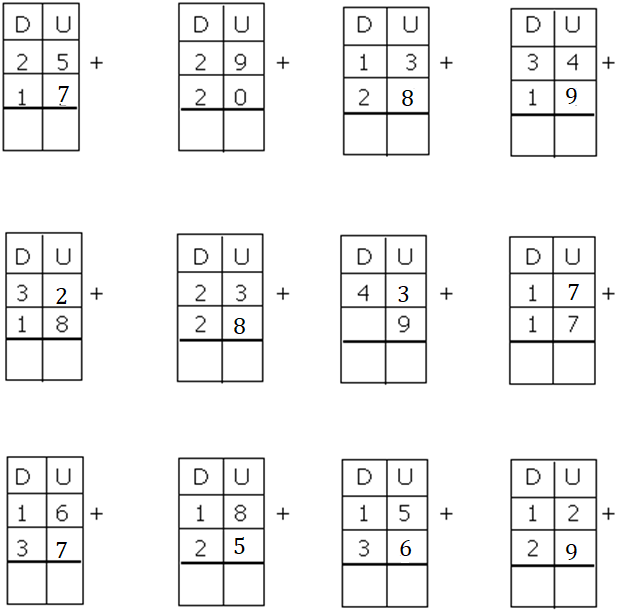 D U D U D U D U
2 5 + 2 9 + 1 3 + 3 4 +
1 7 2 0 2 8 1 9
D U D U D U D U
3 2 + 2 3 + 4 3 + 1 7 +
1 8 2 8 9 1 7
D U D U D U D U
1 6 + 1 8 + 1 5 + 1 2 +
3 7 2 5 3 6 2 9